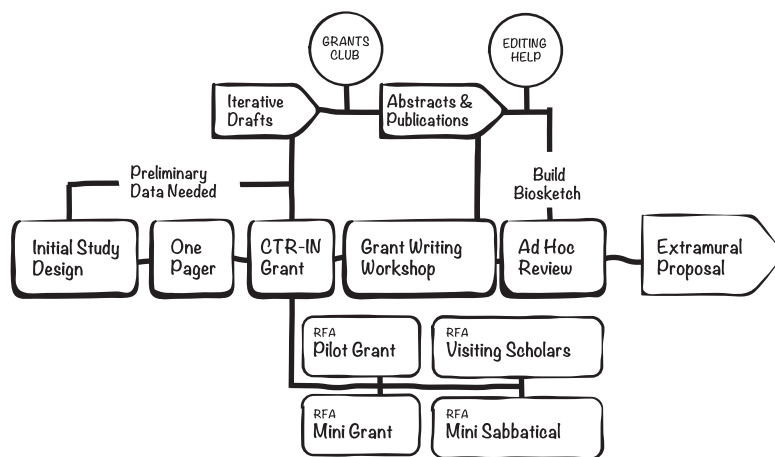 GRANTS
CLUB
EDITING
HELP
Iterative
Drafts
Abstracts &
Publications
Preliminary
Data Needed
Build
Biosketch
Initial Study
Design
One
Pager
CTR-IN
Grant
Grant Writing
Workshop
Ad Hoc
Review
Extramural
Proposal
RFA
Pilot Grant
RFA
Visiting Scholars
RFA
Mini Grant
RFA
Mini Sabbatical